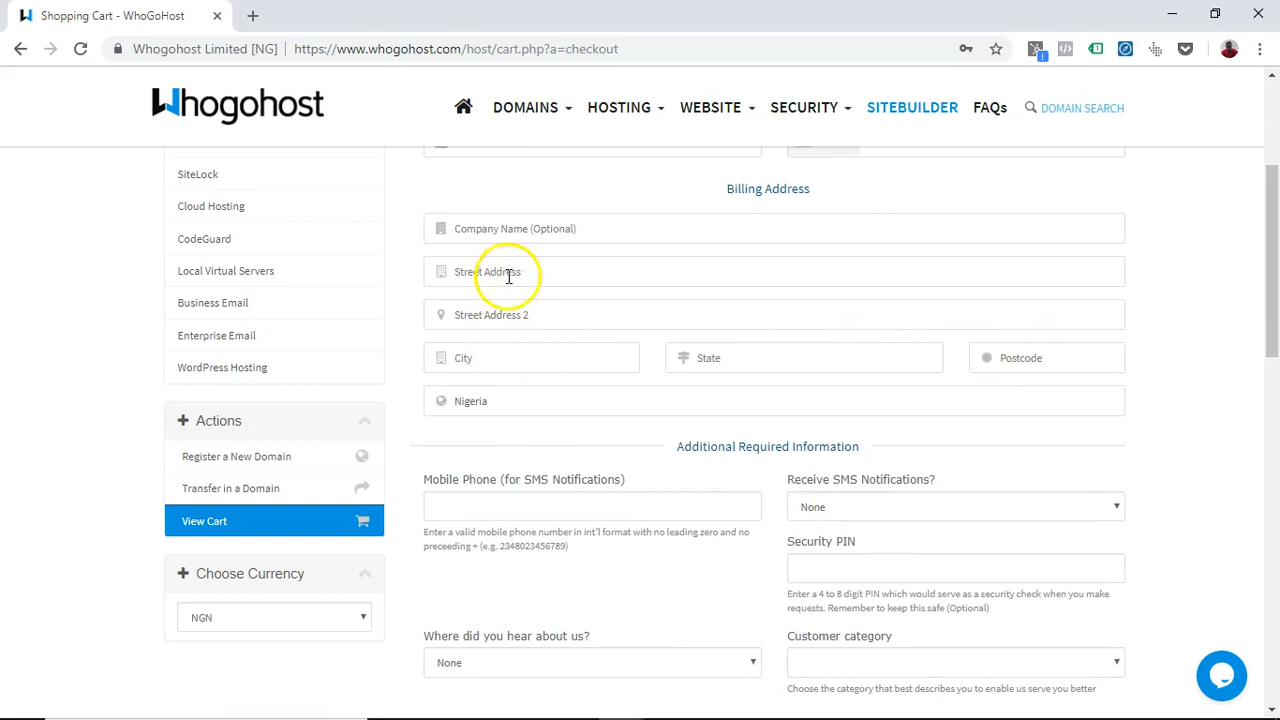 Shopping Cart - WhoGoHost
Whogohost Limited [NG]
https://www.whogohost.com/host/cart.php?a=checkout
Whogohost
DOMAINS
HOSTING
WEBSITE
SECURITY
SITEBUILDER
FAQs
DOMAIN SEARCH
SiteLock
Cloud Hosting
CodeGuard
Local Virtual Servers
Business Email
Enterprise Email
WordPress Hosting
Actions
Register a New Domain
Transfer in a Domain
View Cart
Choose Currency
NGN
Billing Address
Company Name (Optional)
Street Address
Street Address 2
City
State
Postcode
Nigeria
Additional Required Information
Mobile Phone (for SMS Notifications)
Enter a valid mobile phone number in int'l format with no leading zero and no
preceeding + (e.g. 2348023456789)
Receive SMS Notifications?
None
Security PIN
Enter a 4 to 8 digit PIN which would serve as a security check when you make
requests. Remember to keep this safe (Optional)
Where did you hear about us?
None
Customer category
Choose the category that best describes you to enable us serve you better